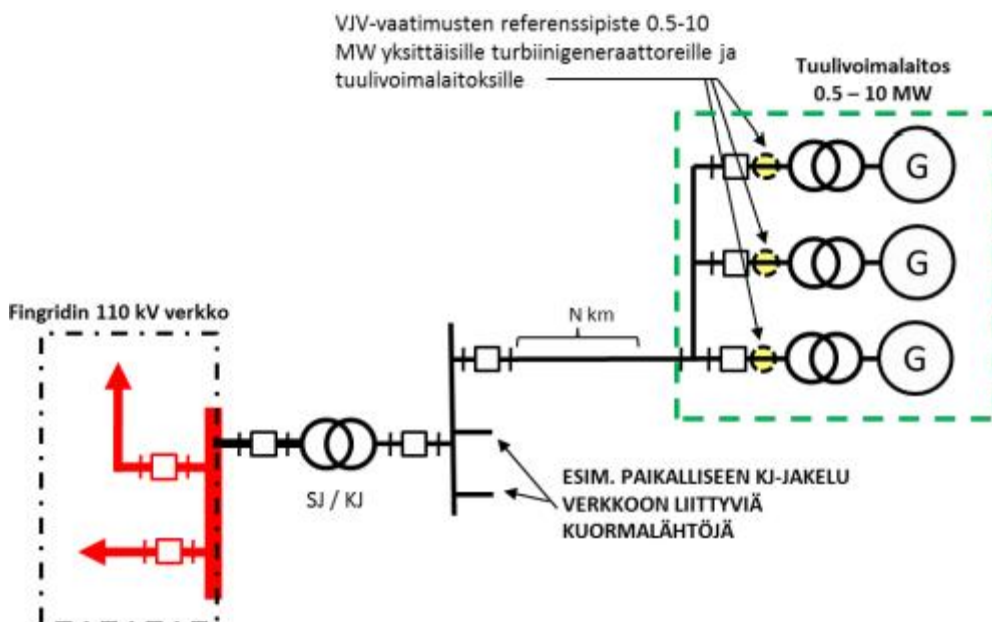 VJV-vaatimusten referenssipiste 0.5-10
MW yksittäisille turbiinigeneraattoreille ja
tuulivoimalaitoksille
Tuulivoimalaitos
0.5 – 10 MW
G
G
G
Fingridin 110 kV verkko
N km
SJ / KJ
ESIM. PAIKALLISEEN KJ-JAKELU
VERKKOON LIITTYVIÄ
KUORMALÄHTÖJÄ